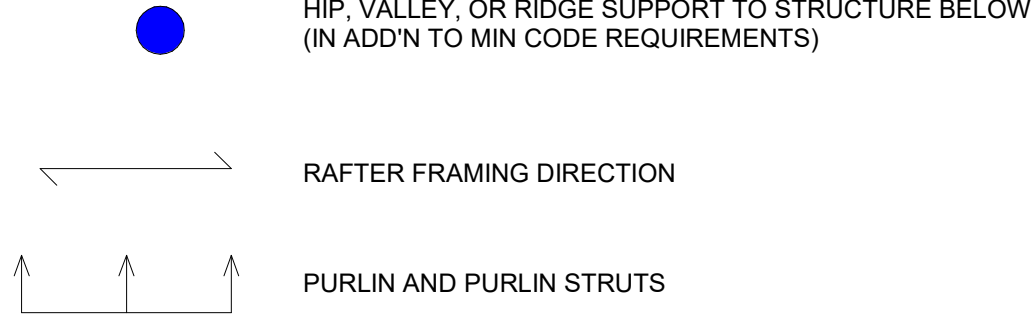 HIP, VALLEY, OR RIDGE SUPPORT TO STRUCTURE BELOW
(IN ADD'N TO MIN CODE REQUIREMENTS)
RAFTER FRAMING DIRECTION
PURLIN AND PURLIN STRUTS